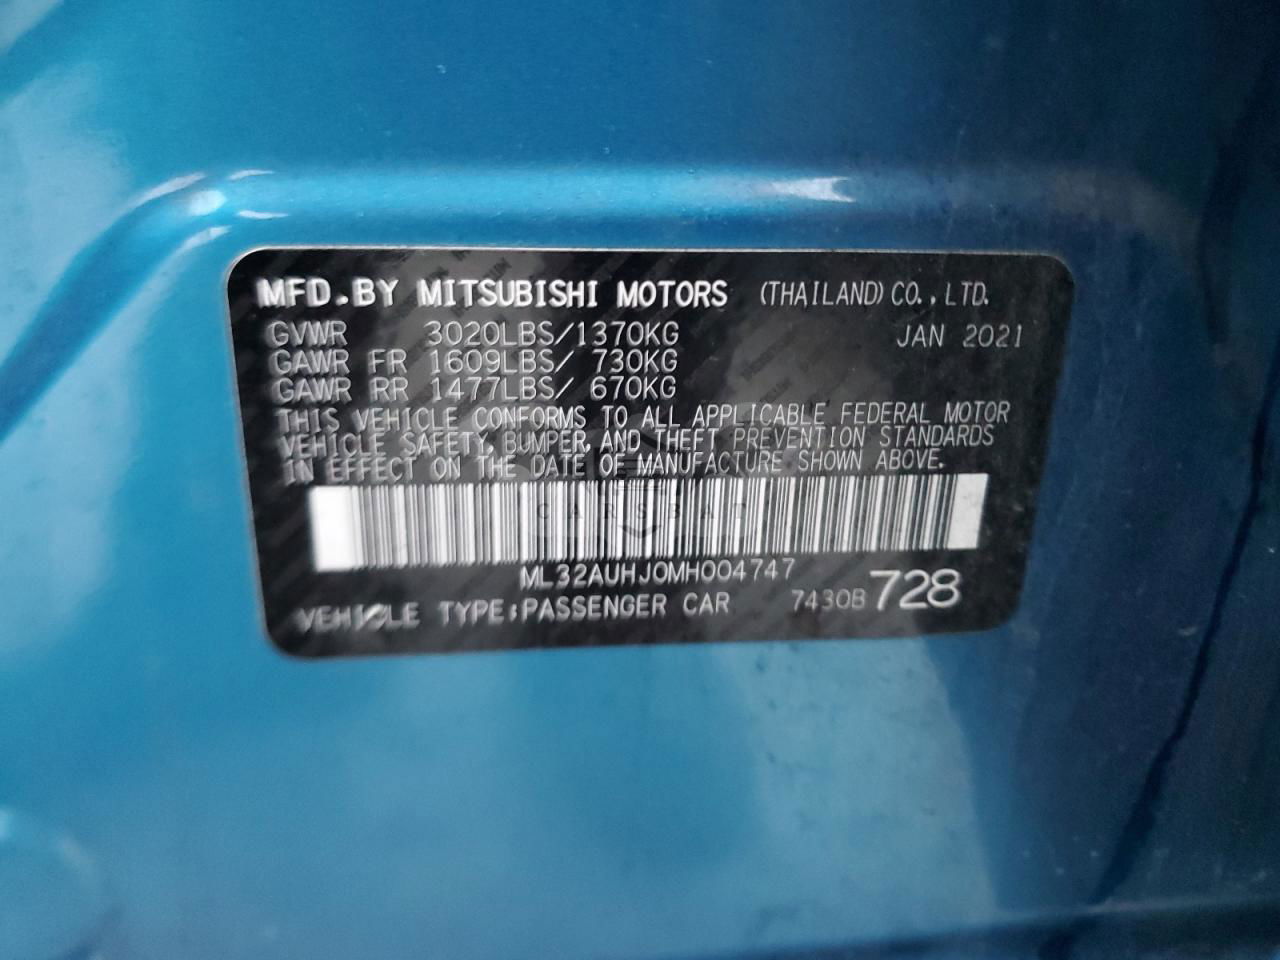 MFD.BY MITSUBISHI MOTORS (THAILAND) CO.,LTD.
GVWR 3020LBS/1370KG JAN 2021
GAWR FR 1609LBS/ 730KG
GAWR RR 1477LBS/ 670KG
THIS VEHICLE CONFORMS TO ALL APPLICABLE FEDERAL MOTOR
VEHICLE SAFETY, BUMPER, AND THEFT PREVENTION STANDARDS
IN EFFECT ON THE DATE OF MANUFACTURE SHOWN ABOVE.
ML32AUHJ0MH004747
VEHICLE TYPE:PASSENGER CAR 7430B 728